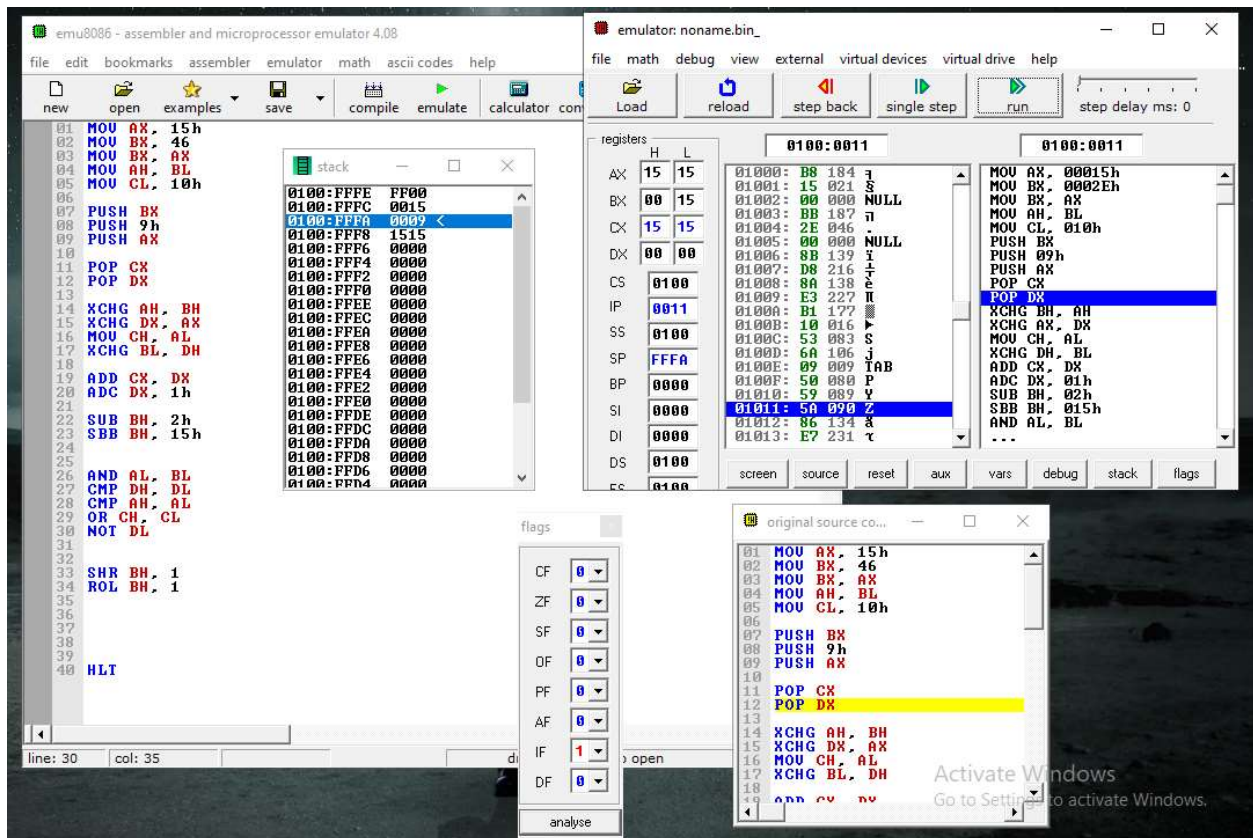 emu8086 - assembler and microprocessor emulator 4.08
file edit bookmarks assembler emulator math ascii codes help
new open examples save compile emulate calculator
01 MOV AX, 15h
02 MOV BX, 46
03 MOV BX, AX
04 MOV AH, BL
05 MOV CL, 10h
06
07 PUSH BX
08 PUSH 9h
09 PUSH AX
10
11 POP CX
12 POP DX
13
14 XCHG AH, BH
15 XCHG DX, AX
16 MOV CH, AL
17 XCHG BL, DH
18
19 ADD CX, DX
20 ADC DX, 1h
21
22 SUB BH, 2h
23 SBB BH, 15h
24
25
26 AND AL, BL
27 CMP DH, DL
28 CMP AH, AL
29 OR CH, CL
30 NOT DL
31
32
33 SHR BH, 1
34 ROL BH, 1
35
36
37
38
39
40 HLT
line: 30 col: 35
o open
stack
0100:FFFE FF00
0100:FFFC 0015
0100:FFFA 0009 <
0100:FFF8 1515
0100:FFF6 0000
0100:FFF4 0000
0100:FFF2 0000
0100:FFF0 0000
0100:FFEE 0000
0100:FFEC 0000
0100:FFEA 0000
0100:FFE8 0000
0100:FFE6 0000
0100:FFE4 0000
0100:FFE2 0000
0100:FFE0 0000
0100:FFDE 0000
0100:FFDC 0000
0100:FFDA 0000
0100:FFD8 0000
0100:FFD6 0000
0100:FFD4 0000
emulator: noname.bin_
file math debug view external virtual devices virtual drive help
Load reload step back single step run step delay ms: 0
registers
H L
AX 15 15
BX 00 15
CX 15 15
DX 00 00
CS 0100
IP 0011
SS 0100
SP FFFA
BP 0000
SI 0000
DI 0000
DS 0100
ES 0100
0100:0011
01000: B8 184 ╕
01001: 15 021 §
01002: 00 000 NULL
01003: BB 187 ╗
01004: 2E 046 .
01005: 00 000 NULL
01006: 8B 139 ï
01007: D8 216 ╪
01008: 8A 138 è
01009: E3 227 π
0100A: B1 177 ▒
0100B: 10 016 ►
0100C: 53 083 S
0100D: 6A 106 j
0100E: 09 009 TAB
0100F: 50 080 P
01010: 59 089 Y
01011: 5A 090 Z
01012: 86 134 å
01013: E7 231 τ
0100:0011
MOV AX, 00015h
MOV BX, 0002Eh
MOV BX, AX
MOV AH, BL
MOV CL, 010h
PUSH BX
PUSH 09h
PUSH AX
POP CX
POP DX
XCHG BH, AH
XCHG AX, DX
MOV CH, AL
XCHG DH, BL
ADD CX, DX
ADC DX, 01h
SUB BH, 02h
SBB BH, 015h
AND AL, BL
...
screen source reset aux vars debug stack flags
flags
CF 0
ZF 0
SF 0
OF 0
PF 0
AF 0
IF 1
DF 0
analyse
original source co...
01 MOV AX, 15h
02 MOV BX, 46
03 MOV BX, AX
04 MOV AH, BL
05 MOV CL, 10h
06
07 PUSH BX
08 PUSH 9h
09 PUSH AX
10
11 POP CX
12 POP DX
13
14 XCHG AH, BH
15 XCHG DX, AX
16 MOV CH, AL
17 XCHG BL, DH
18
19 ADD CX, DX
Activate Windows
Go to Settings to activate Windows.